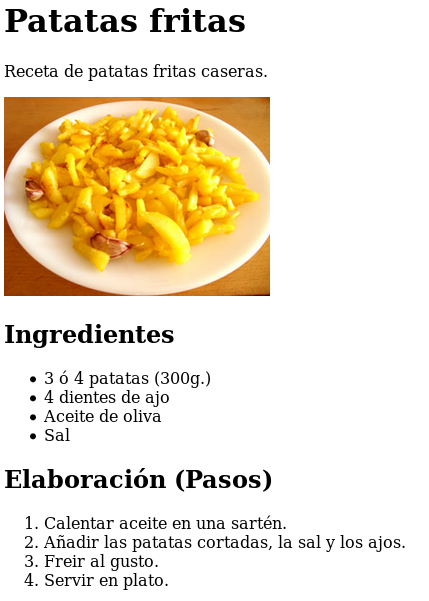 Patatas fritas
Receta de patatas fritas caseras.
Ingredientes
• 3 ó 4 patatas (300g.)
• 4 dientes de ajo
• Aceite de oliva
• Sal
Elaboración (Pasos)
1. Calentar aceite en una sartén.
2. Añadir las patatas cortadas, la sal y los ajos.
3. Freir al gusto.
4. Servir en plato.